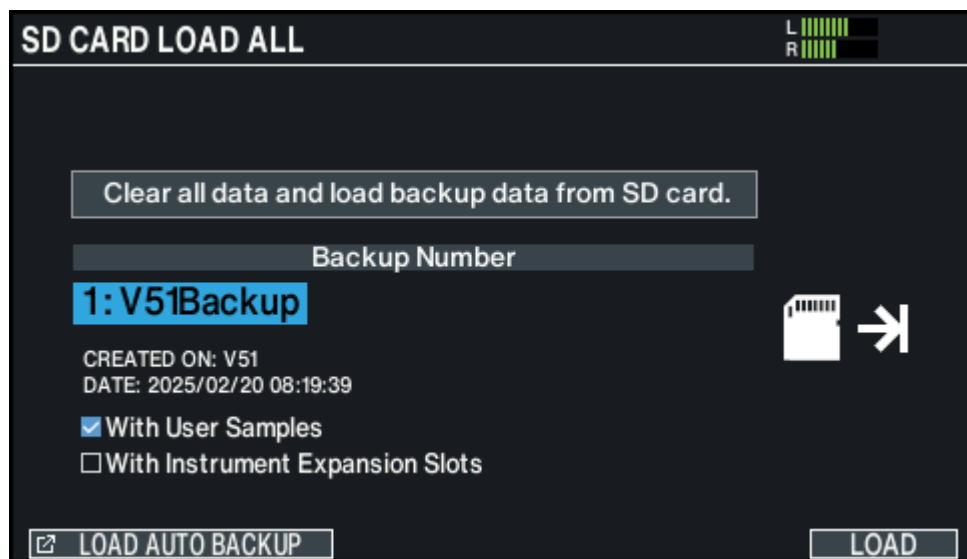 SD CARD LOAD ALL
L
R
Clear all data and load backup data from SD card.
Backup Number
1: V51Backup
CREATED ON: V51
DATE: 2025/02/20 08:19:39
With User Samples
With Instrument Expansion Slots
LOAD AUTO BACKUP
LOAD